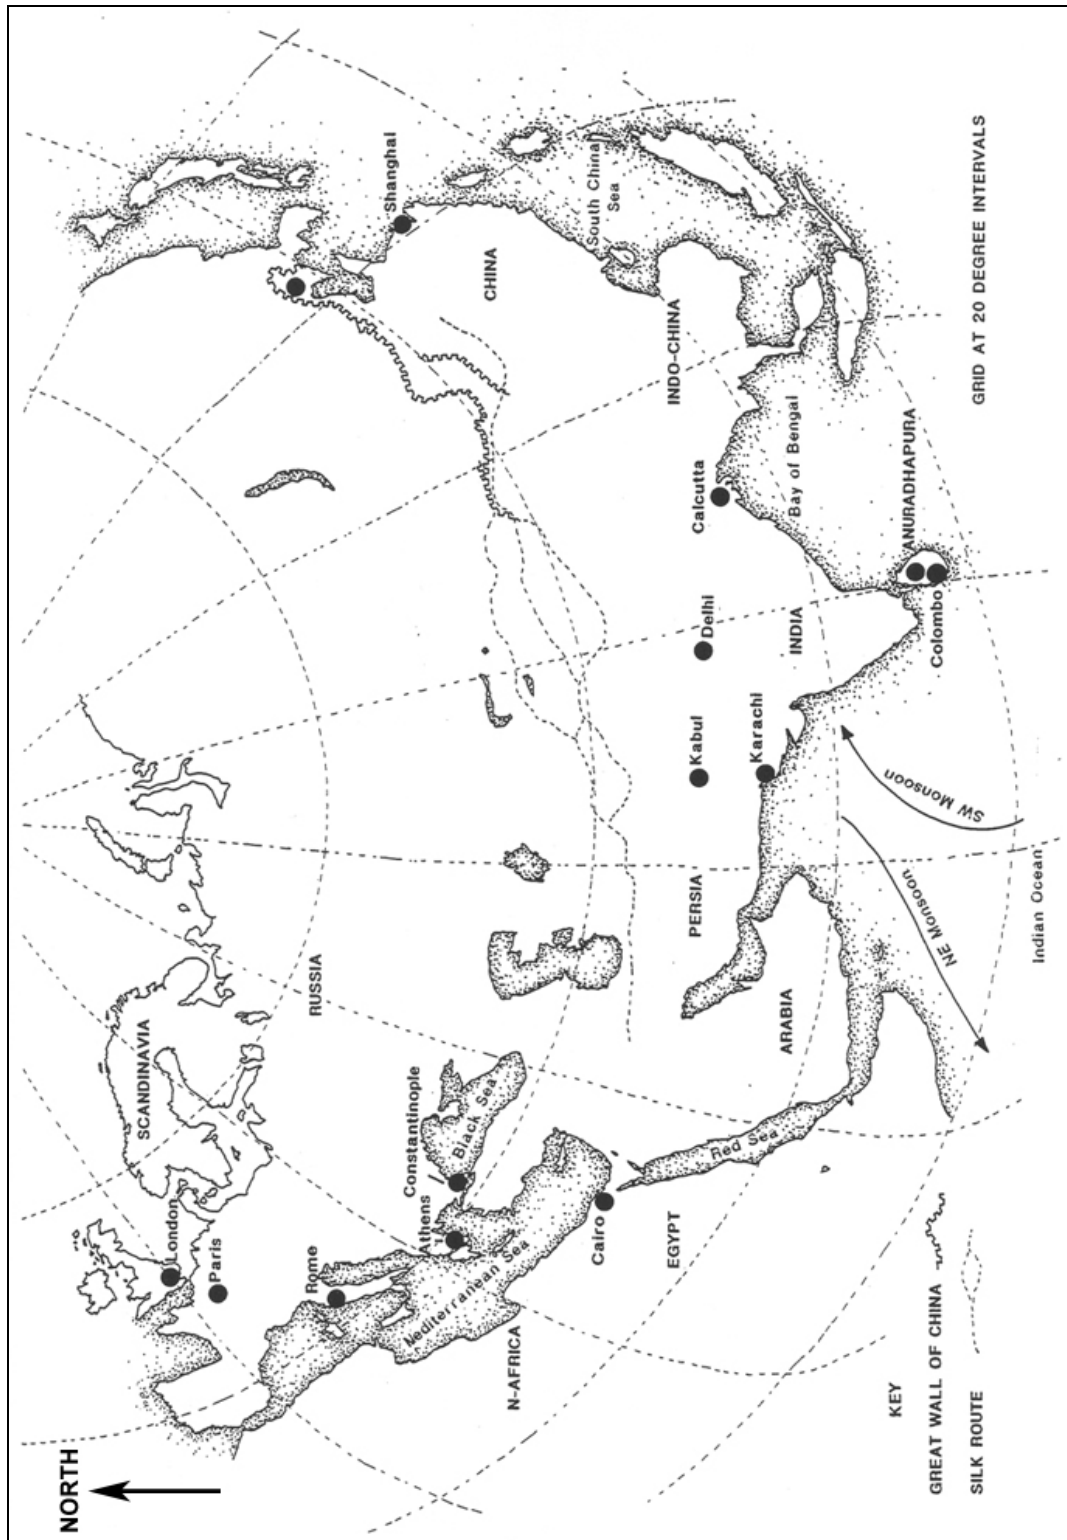 NORTH
SCANDINAVIA
RUSSIA
London
Paris
Rome
Athens
Constantinople
Black Sea
Nediterranean Sea
N-AFRICA
Cairo
EGYPT
Red Sea
ARABIA
PERSIA
Kabul
Karachi
Delhi
INDIA
Calcutta
Bay of Bengal
ANURADHAPURA
Colombo
INDO-CHINA
CHINA
Shanghai
South China
Sea
SW Monsoon
NE Monsoon
Indian Ocean
GRID AT 20 DEGREE INTERVALS
KEY
GREAT WALL OF CHINA
SILK ROUTE